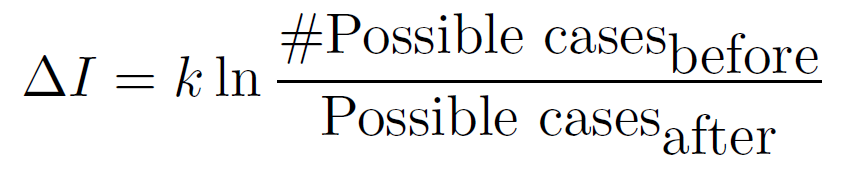 ΔI = k ln #Possible cases_before / Possible cases_after